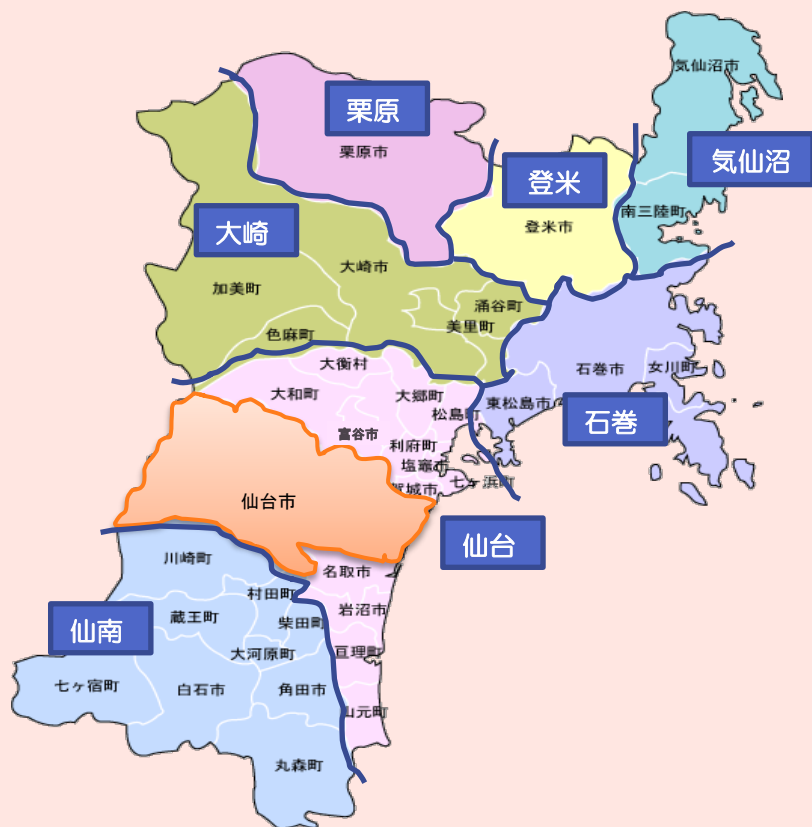 気仙沼市
栗原
栗原市
気仙沼
登米
南三陸町
大崎
登米市
大崎市
加美町
涌谷町
美里町
色麻町
大衡村
石巻市
女川町
大和町
大郷町
東松島市
松島町
石巻
富谷市
利府町
塩竈市
七ヶ浜町
賀城市
仙台市
仙台
川崎町
名取市
村田町
岩沼市
蔵王町
柴田町
仙南
大河原町
亘理町
七ヶ宿町
白石市
角田市
山元町
丸森町